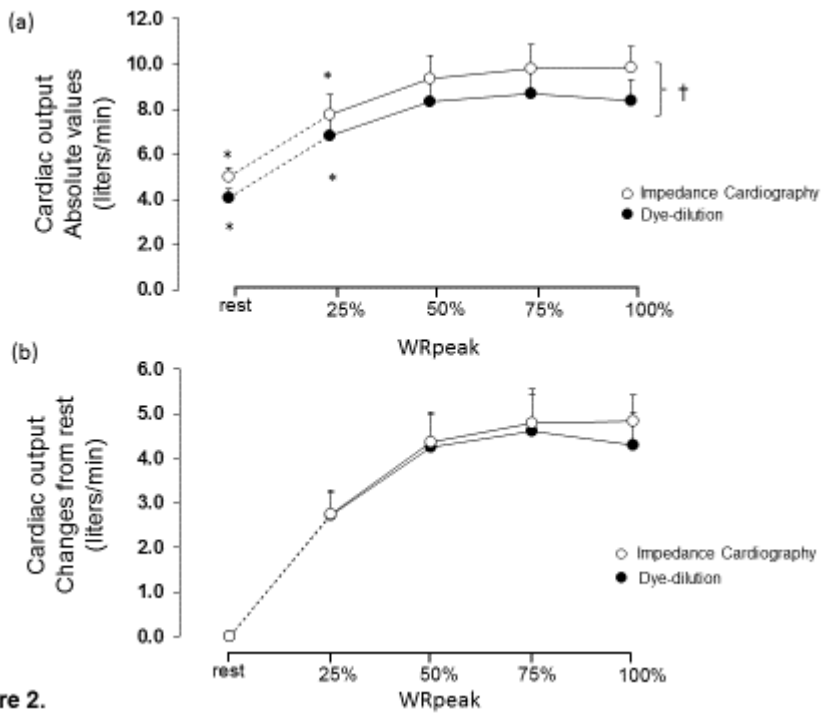 (a)
Cardiac output
Absolute values
(liters/min)
12.0
10.0
8.0
6.0
4.0
2.0
0.0
*
*
*
*
†
Impedance Cardiography
Dye-dilution
rest
25%
50%
75%
100%
WRpeak
(b)
Cardiac output
Changes from rest
(liters/min)
6.0
5.0
4.0
3.0
2.0
1.0
0.0
Impedance Cardiography
Dye-dilution
rest
25%
50%
75%
100%
WRpeak
re 2.